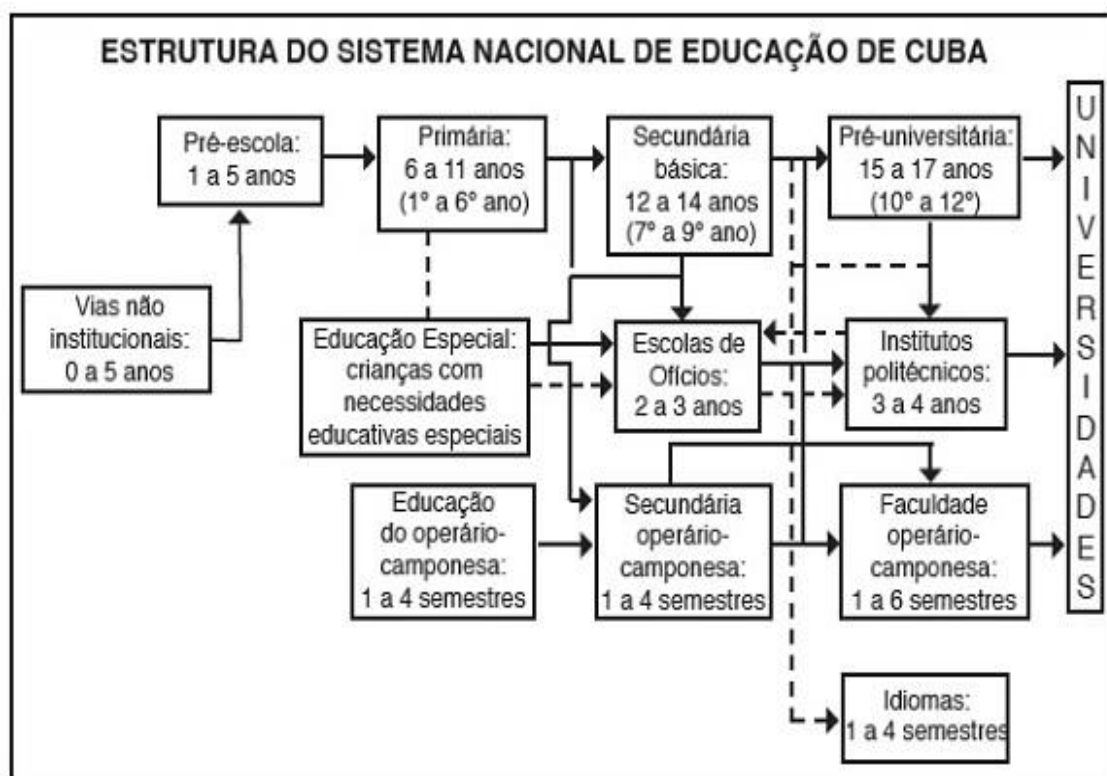 ESTRUTURA DO SISTEMA NACIONAL DE EDUCAÇÃO DE CUBA
Pré-escola:
1 a 5 anos
Primária:
6 a 11 anos
(1º a 6º ano)
Secundária
básica:
12 a 14 anos
(7º a 9º ano)
Pré-universitária:
15 a 17 anos
(10º a 12º)
UNIVERSIDADES
Vias não
institucionais:
0 a 5 anos
Educação Especial:
crianças com
necessidades
educativas especiais
Escolas de
Ofícios:
2 a 3 anos
Institutos
politécnicos:
3 a 4 anos
Educação
do operário-
camponesa:
1 a 4 semestres
Secundária
operário-
camponesa:
1 a 4 semestres
Faculdade
operário-
camponesa:
1 a 6 semestres
Idiomas:
1 a 4 semestres